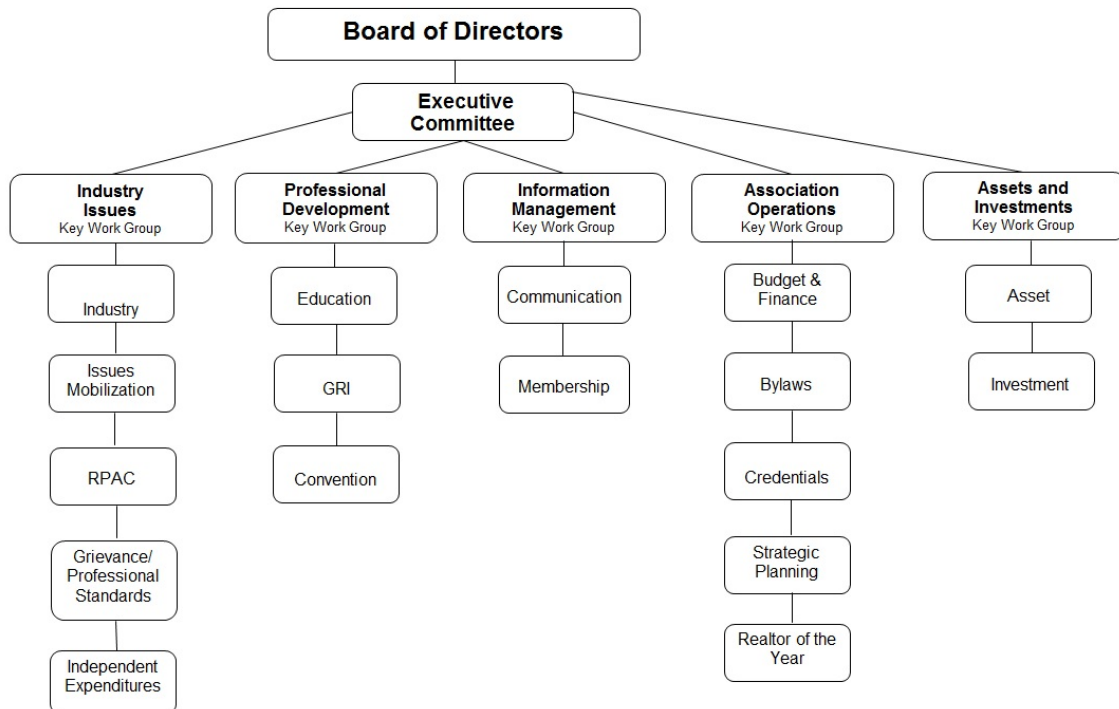 Board of Directors
Executive
Committee
Industry
Issues
Key Work Group
Professional
Development
Key Work Group
Information
Management
Key Work Group
Association
Operations
Key Work Group
Assets and
Investments
Key Work Group
Industry
Issues
Mobilization
RPAC
Grievance/
Professional
Standards
Independent
Expenditures
Education
GRI
Convention
Communication
Membership
Budget &
Finance
Bylaws
Credentials
Strategic
Planning
Realtor of the
Year
Asset
Investment